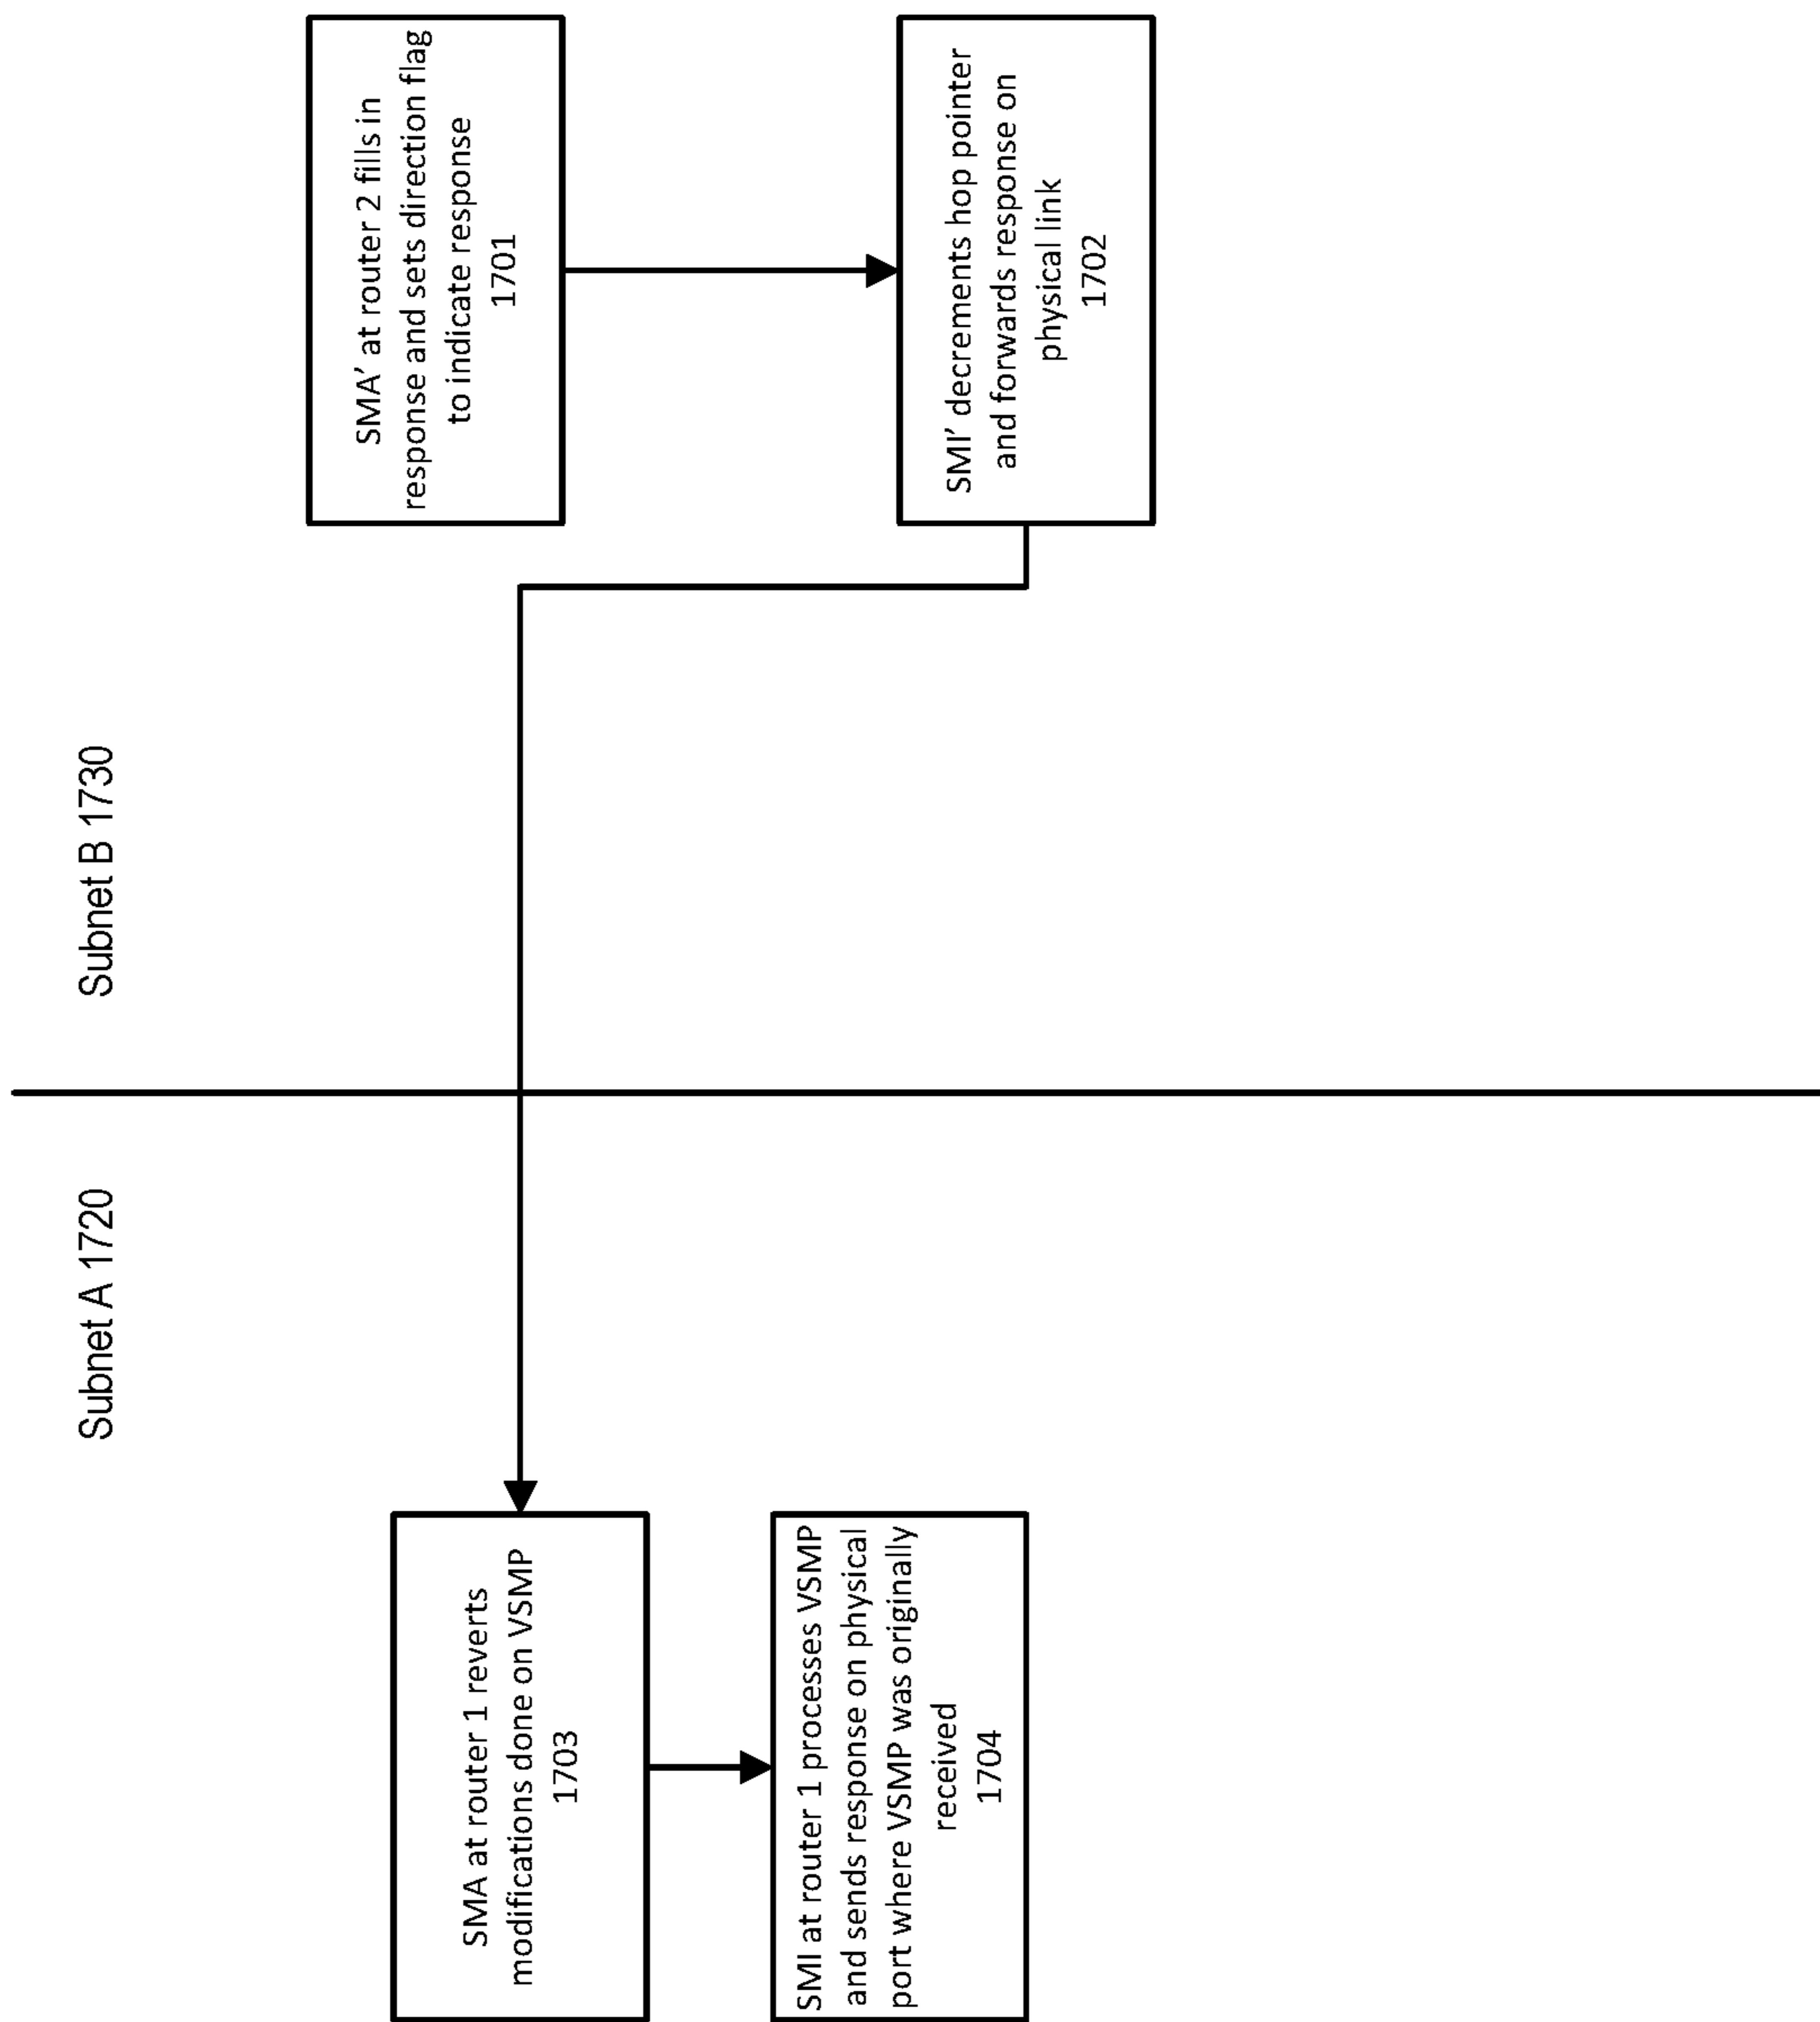 Subnet A 1720
Subnet B 1730
SMA’ at router 2 fills in
response and sets direction flag
to indicate response
1701
SMI’ decrements hop pointer
and forwards response on
physical link
1702
SMA at router 1 reverts
modifications done on VSMP
1703
SMI at router 1 processes VSMP
and sends response on physical
port where VSMP was originally
received
1704